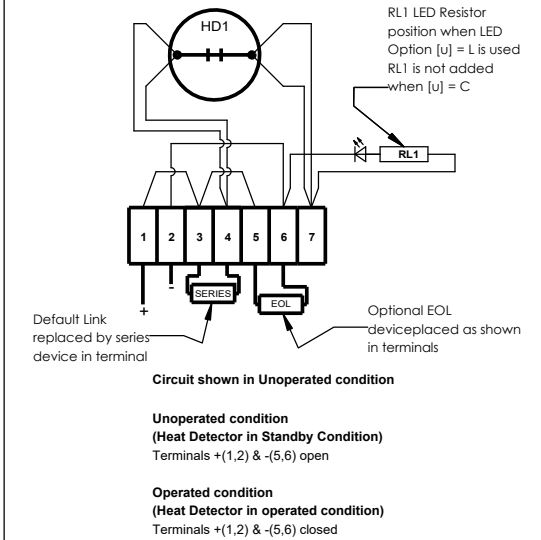 HD1
RL1 LED Resistor
position when LED
Option [u] = L is used
RL1 is not added
when [u] = C
RL1
1 2 3 4 5 6 7
+
-
SERIES
EOL
Default Link
replaced by series
device in terminal
Optional EOL
deviceplaced as shown
in terminals
Circuit shown in Unoperated condition
Unoperated condition
(Heat Detector in Standby Condition)
Terminals +(1,2) & -(5,6) open
Operated condition
(Heat Detector in operated condition)
Terminals +(1,2) & -(5,6) closed